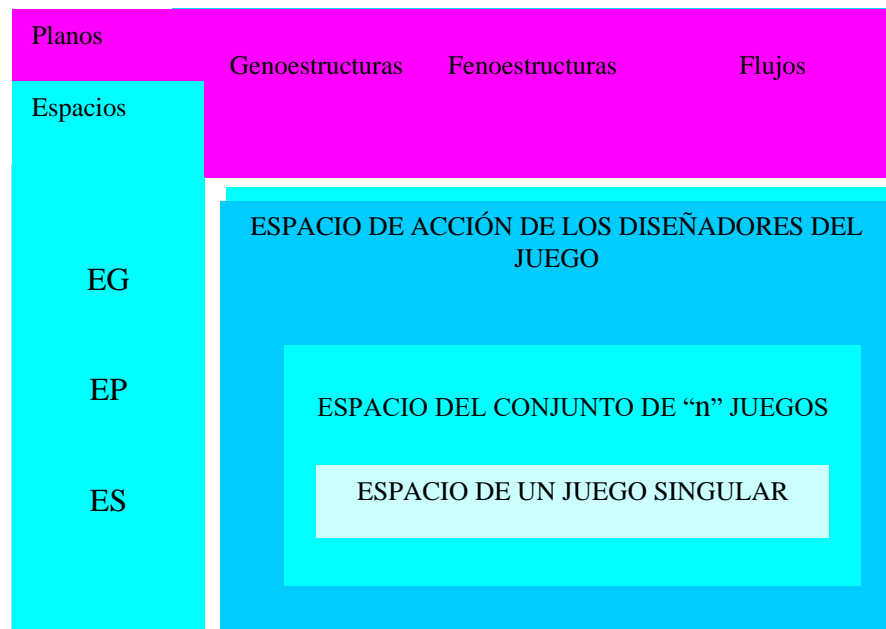 Planos
Genoestructuras Fenoestructuras Flujos
Espacios
ESPACIO DE ACCIÓN DE LOS DISEÑADORES DEL
JUEGO
EG
EP
ESPACIO DEL CONJUNTO DE “n” JUEGOS
ES
ESPACIO DE UN JUEGO SINGULAR